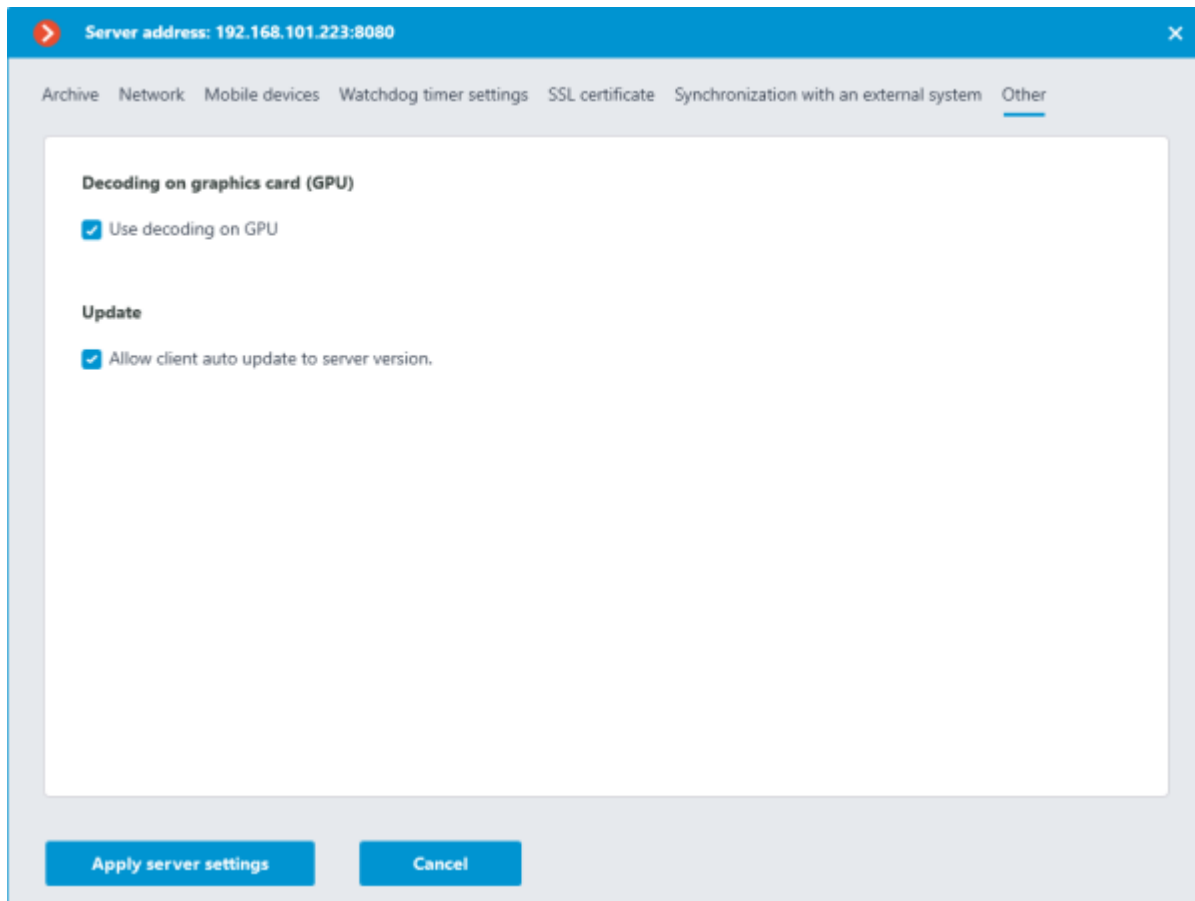 Server address: 192.168.101.223:8080
Archive Network Mobile devices Watchdog timer settings SSL certificate Synchronization with an external system Other
Decoding on graphics card (GPU)
Use decoding on GPU
Update
Allow client auto update to server version.
Apply server settings Cancel